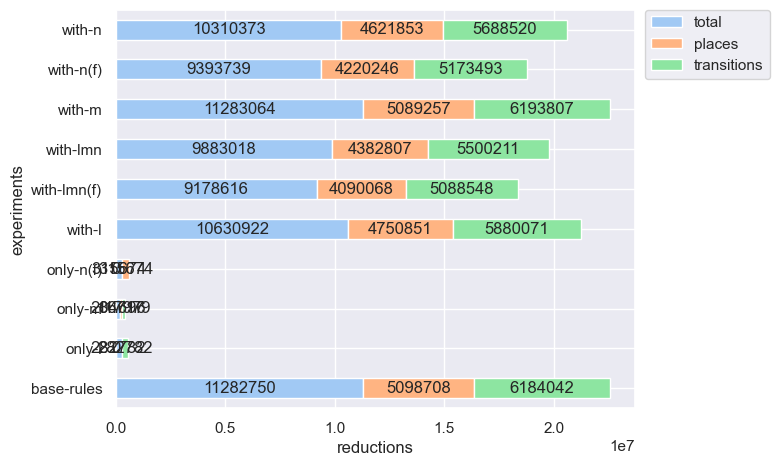 total
places
transitions
with-n 10310373 4621853 5688520
with-n(f) 9393739 4220246 5173493
with-m 11283064 5089257 6193807
with-lmn 9883018 4382807 5500211
with-lmn(f) 9178616 4090068 5088548
with-l 10630922 4750851 5880071
only-n(f)
base-rules 11282750 5098708 6184042
experiments
0.0 0.5 1.0 1.5 2.0
1e7
reductions